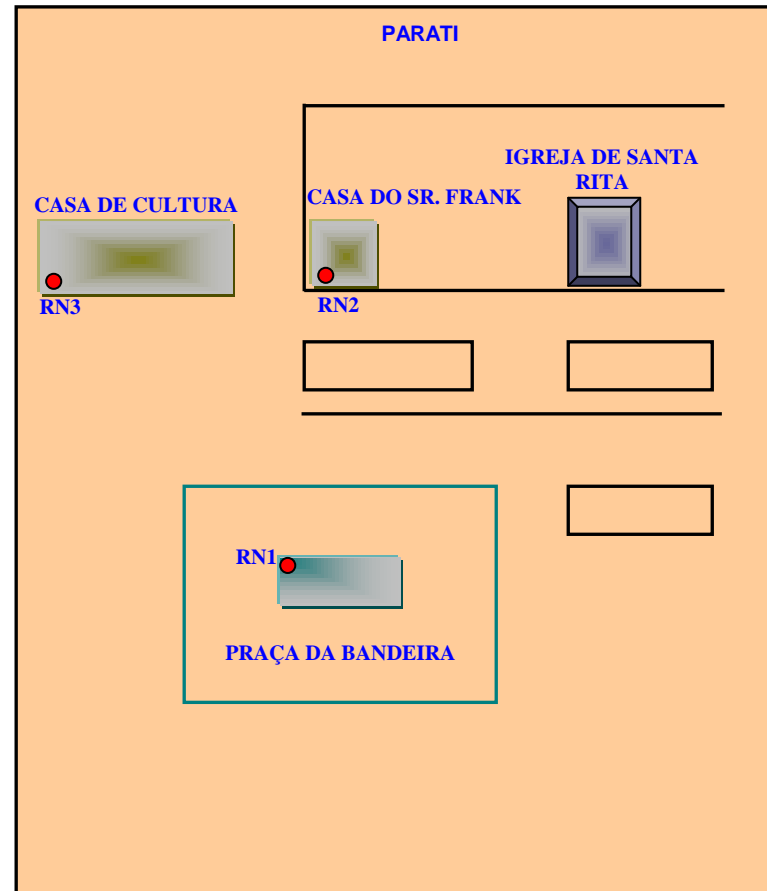 PARATI
IGREJA DE SANTA
RITA
CASA DE CULTURA
CASA DO SR. FRANK
RN3
RN2
RN1
PRAÇA DA BANDEIRA